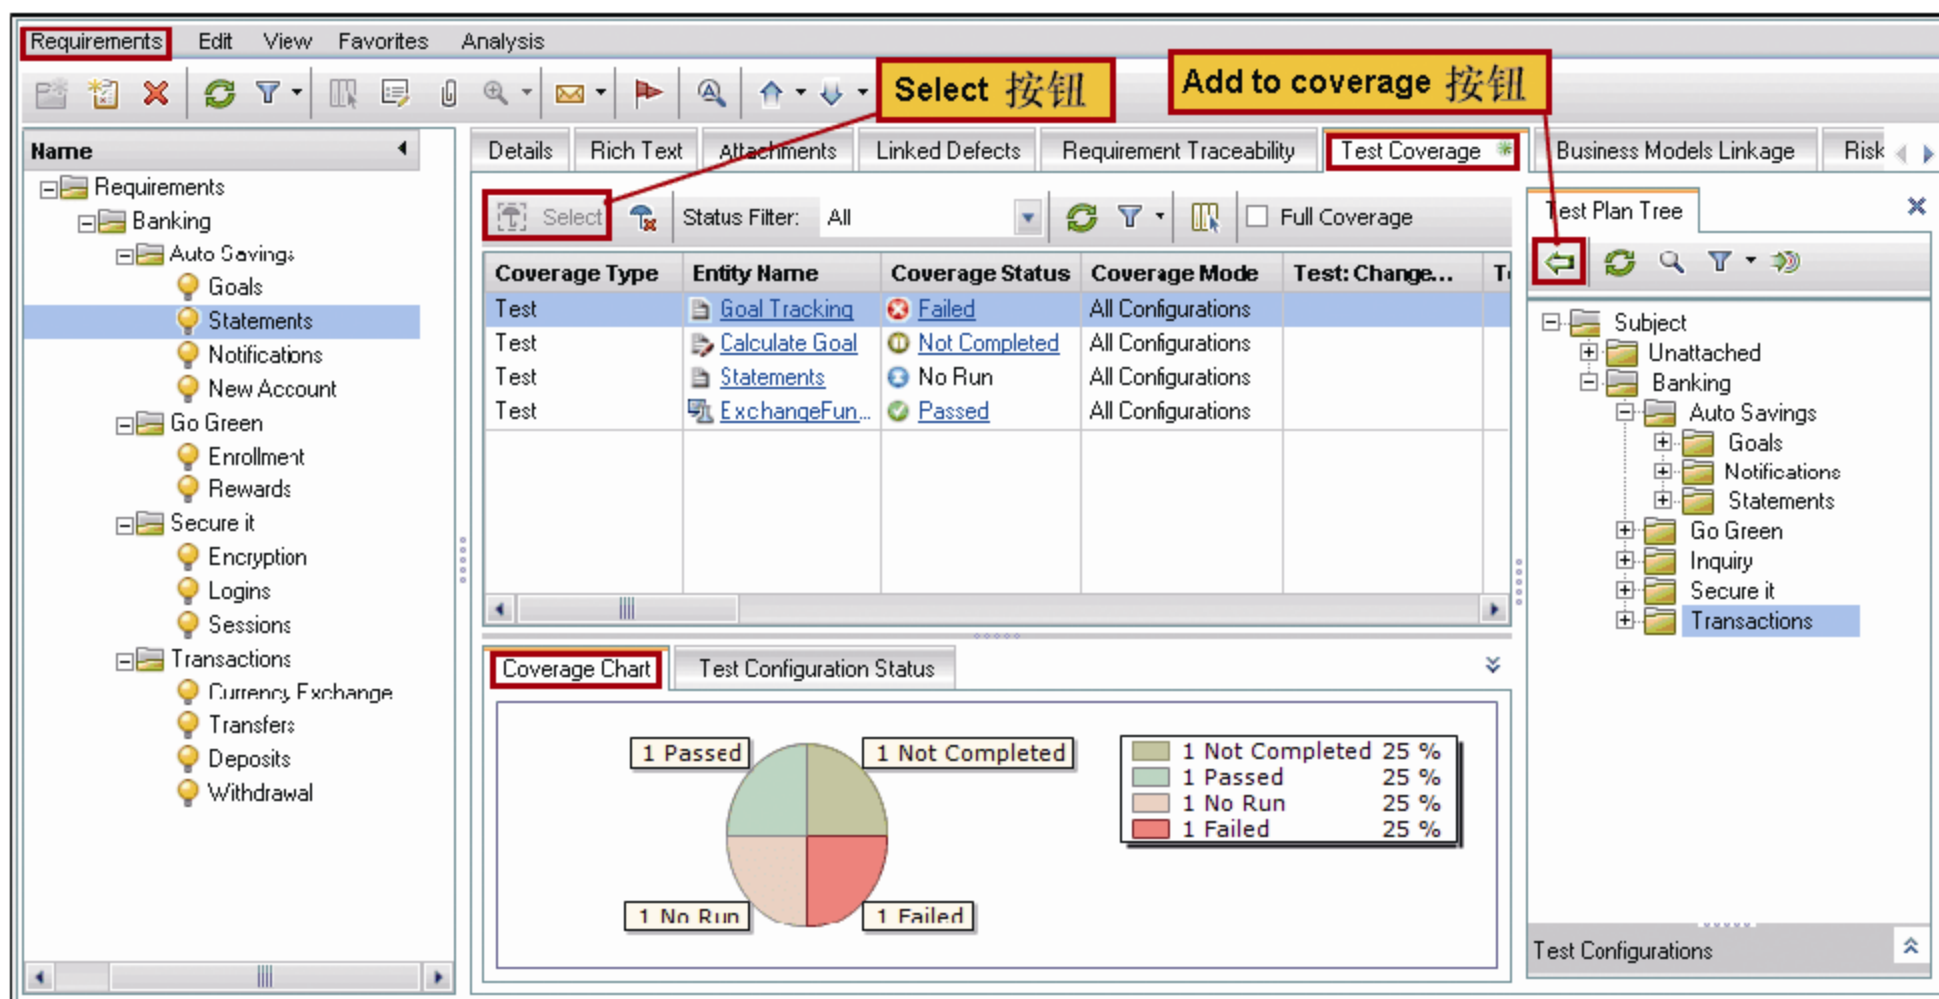 Requirements Edit View Favorites Analysis
Select 按钮
Add to coverage 按钮
Name
Requirements
Banking
Auto Savings
Goals
Statements
Notifications
New Account
Go Green
Enrollment
Rewards
Secure it
Encryption
Logins
Sessions
Transactions
Currency Exchange
Transfers
Deposits
Withdrawal
Details Rich Text Attachments Linked Defects Requirement Traceability Test Coverage Business Models Linkage Risk
Select Status Filter: All Full Coverage
Coverage Type Entity Name Coverage Status Coverage Mode Test: Change...
Test Goal Tracking Failed All Configurations
Test Calculate Goal Not Completed All Configurations
Test Statements No Run All Configurations
Test ExchangeFun... Passed All Configurations
Coverage Chart Test Configuration Status
1 Passed
1 Not Completed
1 No Run
1 Failed
1 Not Completed 25 %
1 Passed 25 %
1 No Run 25 %
1 Failed 25 %
Test Plan Tree
Subject
Unattached
Banking
Auto Savings
Goals
Notifications
Statements
Go Green
Inquiry
Secure it
Transactions
Test Configurations